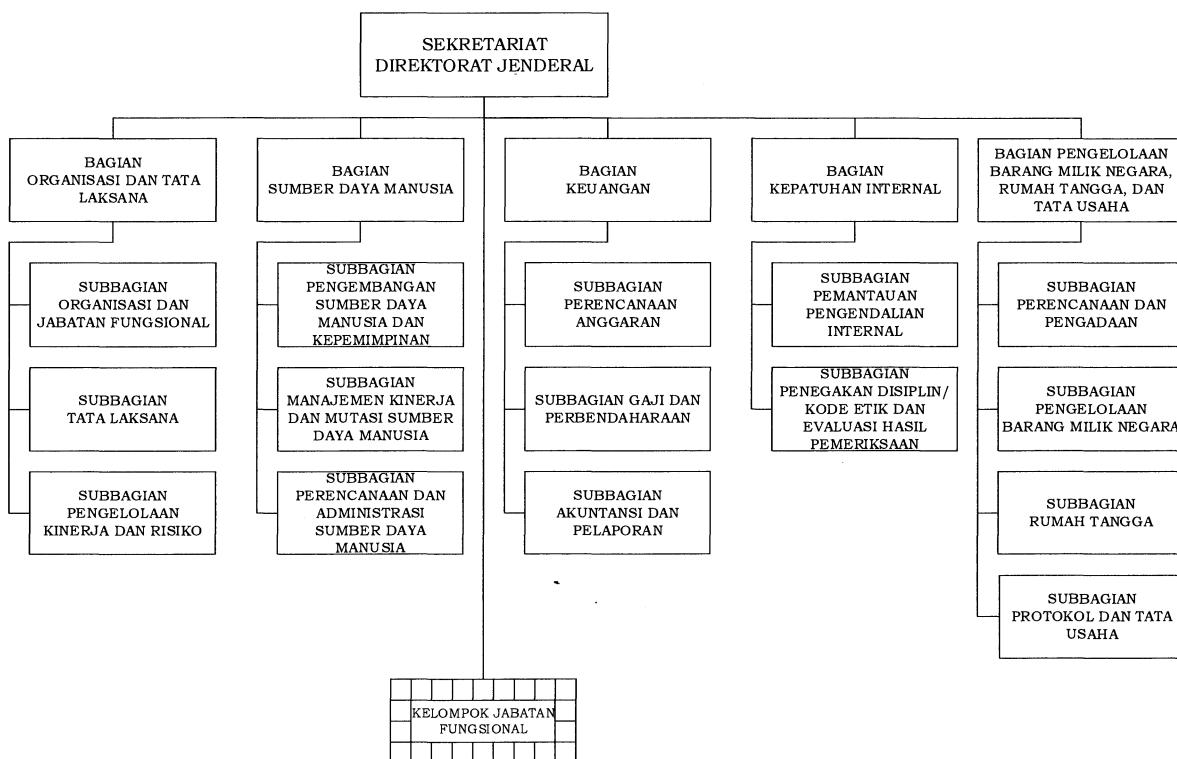 SEKRETARIAT
DIREKTORAT JENDERAL
BAGIAN
ORGANISASI DAN TATA
LAKSANA
SUBBAGIAN
ORGANISASI DAN
JABATAN FUNGSIONAL
SUBBAGIAN
TATA LAKSANA
SUBBAGIAN
PENGELOLAAN
KINERJA DAN RISIKO
BAGIAN
SUMBER DAYA MANUSIA
SUBBAGIAN
PENGEMBANGAN
SUMBER DAYA
MANUSIA DAN
KEPEMIMPINAN
SUBBAGIAN
MANAJEMEN KINERJA
DAN MUTASI SUMBER
DAYA MANUSIA
SUBBAGIAN
PERENCANAAN DAN
ADMINISTRASI
SUMBER DAYA
MANUSIA
BAGIAN
KEUANGAN
SUBBAGIAN
PERENCANAAN
ANGGARAN
SUBBAGIAN GAJI DAN
PERBENDAHARAAN
SUBBAGIAN
AKUNTANSI DAN
PELAPORAN
BAGIAN
KEPATUHAN INTERNAL
SUBBAGIAN
PEMANTAUAN
PENGENDALIAN
INTERNAL
SUBBAGIAN
PENEGAKAN DISIPLIN/
KODE ETIK DAN
EVALUASI HASIL
PEMERIKSAAN
BAGIAN PENGELOLAAN
BARANG MILIK NEGARA,
RUMAH TANGGA, DAN
TATA USAHA
SUBBAGIAN
PERENCANAAN DAN
PENGADAAN
SUBBAGIAN
PENGELOLAAN
BARANG MILIK NEGARA
SUBBAGIAN
RUMAH TANGGA
SUBBAGIAN
PROTOKOL DAN TATA
USAHA
KELOMPOK JABATAN
FUNGSIONAL